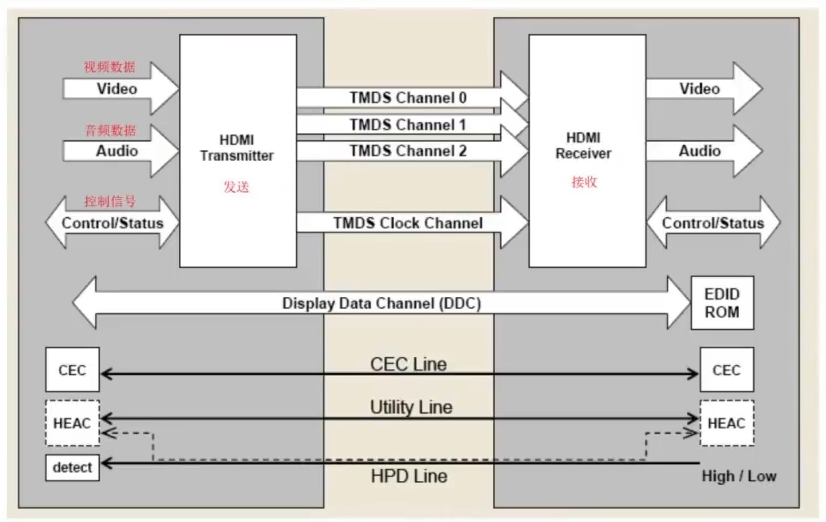 视频数据
Video
音频数据
Audio
控制信号
Control/Status
HDMI
Transmitter
发送
TMDS Channel 0
TMDS Channel 1
TMDS Channel 2
TMDS Clock Channel
HDMI
Receiver
接收
Video
Audio
Control/Status
Display Data Channel (DDC)
EDID
ROM
CEC
CEC Line
CEC
HEAC
Utility Line
HEAC
detect
HPD Line
High / Low